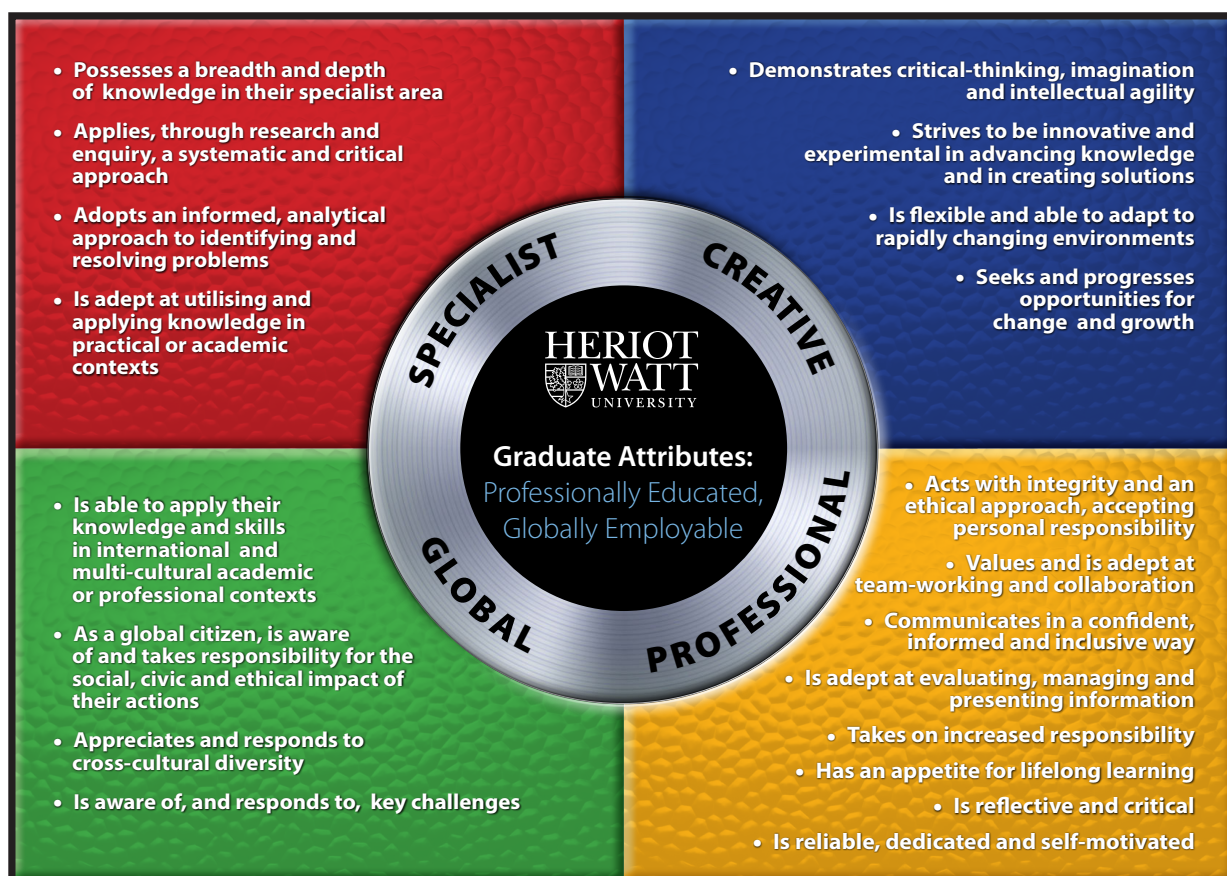 • Possesses a breadth and depth
of knowledge in their specialist area
• Applies, through research and
enquiry, a systematic and critical
approach
• Adopts an informed, analytical
approach to identifying and
resolving problems
• Is adept at utilising and
applying knowledge in
practical or academic
contexts
• Demonstrates critical-thinking, imagination
and intellectual agility
• Strives to be innovative and
experimental in advancing knowledge
and in creating solutions
• Is flexible and able to adapt to
rapidly changing environments
• Seeks and progresses
opportunities for
change and growth
SPECIALIST
CREATIVE
HERIOT
WATT
UNIVERSITY
Graduate Attributes:
Professionally Educated,
Globally Employable
GLOBAL
PROFESSIONAL
• Is able to apply their
knowledge and skills
in international and
multi-cultural academic
or professional contexts
• As a global citizen, is aware
of and takes responsibility for the
social, civic and ethical impact of
their actions
• Appreciates and responds to
cross-cultural diversity
• Is aware of, and responds to, key challenges
• Acts with integrity and an
ethical approach, accepting
personal responsibility
• Values and is adept at
team-working and collaboration
• Communicates in a confident,
informed and inclusive way
• Is adept at evaluating, managing and
presenting information
• Takes on increased responsibility
• Has an appetite for lifelong learning
• Is reflective and critical
• Is reliable, dedicated and self-motivated